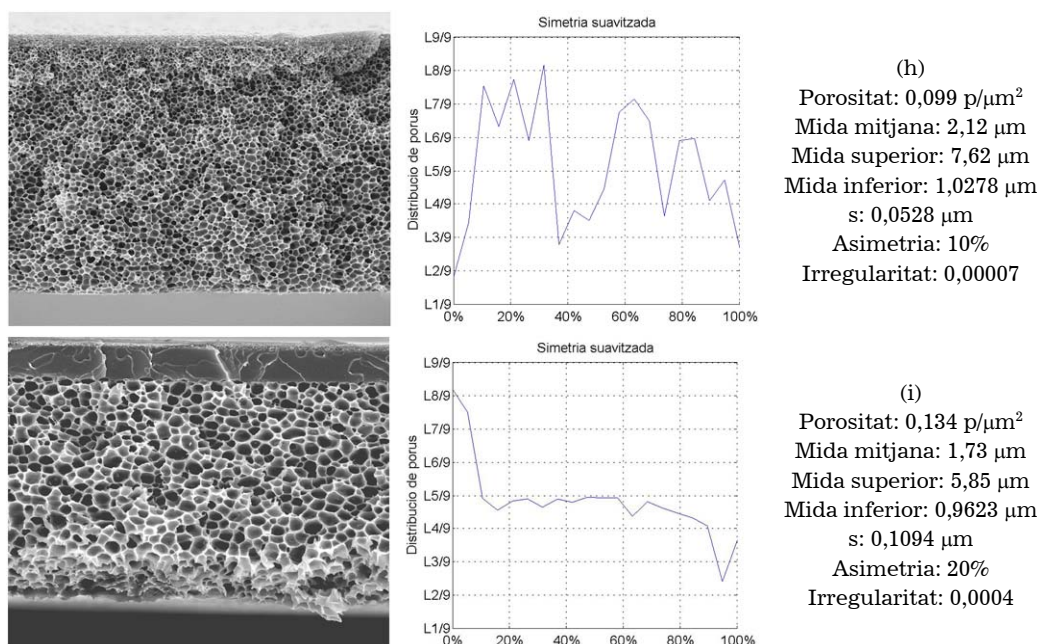 Simetria suavitzada
Distribucio de porus
L9/9
L8/9
L7/9
L6/9
L5/9
L4/9
L3/9
L2/9
L1/9
0% 20% 40% 60% 80% 100%
(h)
Porositat: 0,099 p/μm²
Mida mitjana: 2,12 μm
Mida superior: 7,62 μm
Mida inferior: 1,0278 μm
s: 0,0528 μm
Asimetria: 10%
Irregularitat: 0,00007
Simetria suavitzada
Distribucio de porus
L9/9
L8/9
L7/9
L6/9
L5/9
L4/9
L3/9
L2/9
L1/9
0% 20% 40% 60% 80% 100%
(i)
Porositat: 0,134 p/μm²
Mida mitjana: 1,73 μm
Mida superior: 5,85 μm
Mida inferior: 0,9623 μm
s: 0,1094 μm
Asimetria: 20%
Irregularitat: 0,0004